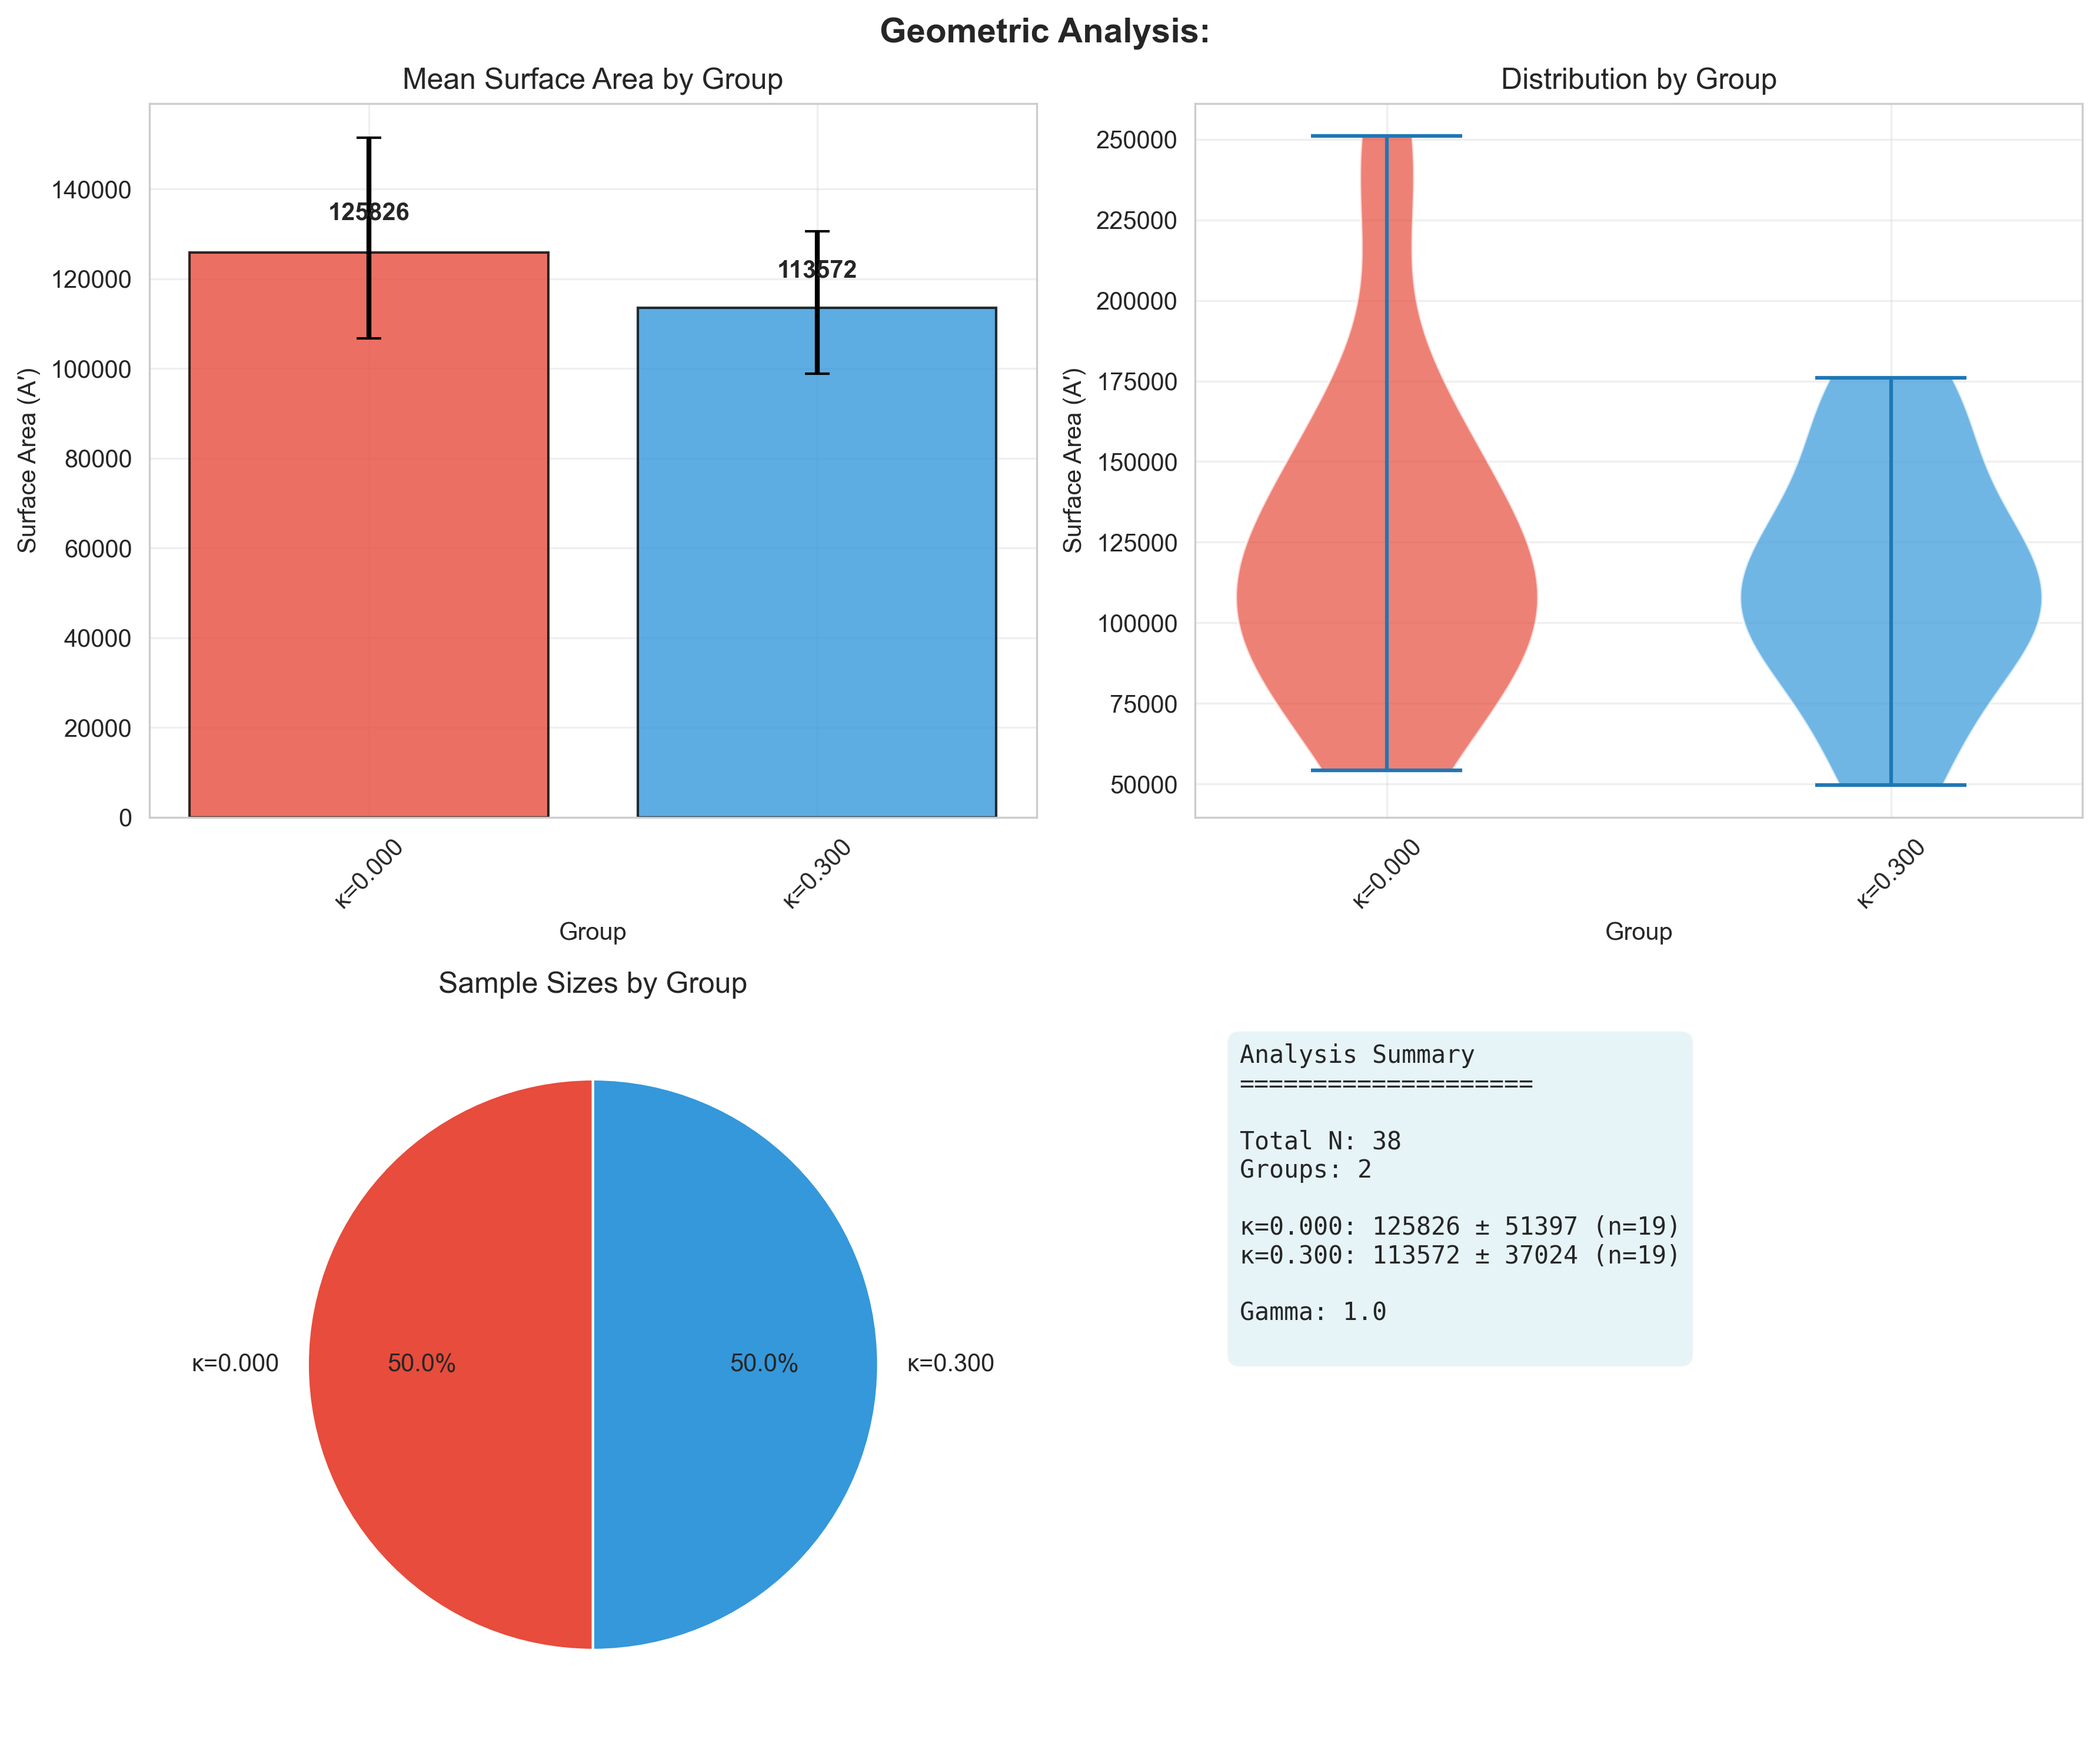 Geometric Analysis:
Mean Surface Area by Group
Surface Area (A′)
140000
120000
100000
80000
60000
40000
20000
0
125826
113572
κ=0.000
κ=0.300
Group
Distribution by Group
Surface Area (A′)
250000
225000
200000
175000
150000
125000
100000
75000
50000
κ=0.000
κ=0.300
Group
Sample Sizes by Group
κ=0.000
50.0%
50.0%
κ=0.300
Analysis Summary
====================
Total N: 38
Groups: 2
κ=0.000: 125826 ± 51397 (n=19)
κ=0.300: 113572 ± 37024 (n=19)
Gamma: 1.0